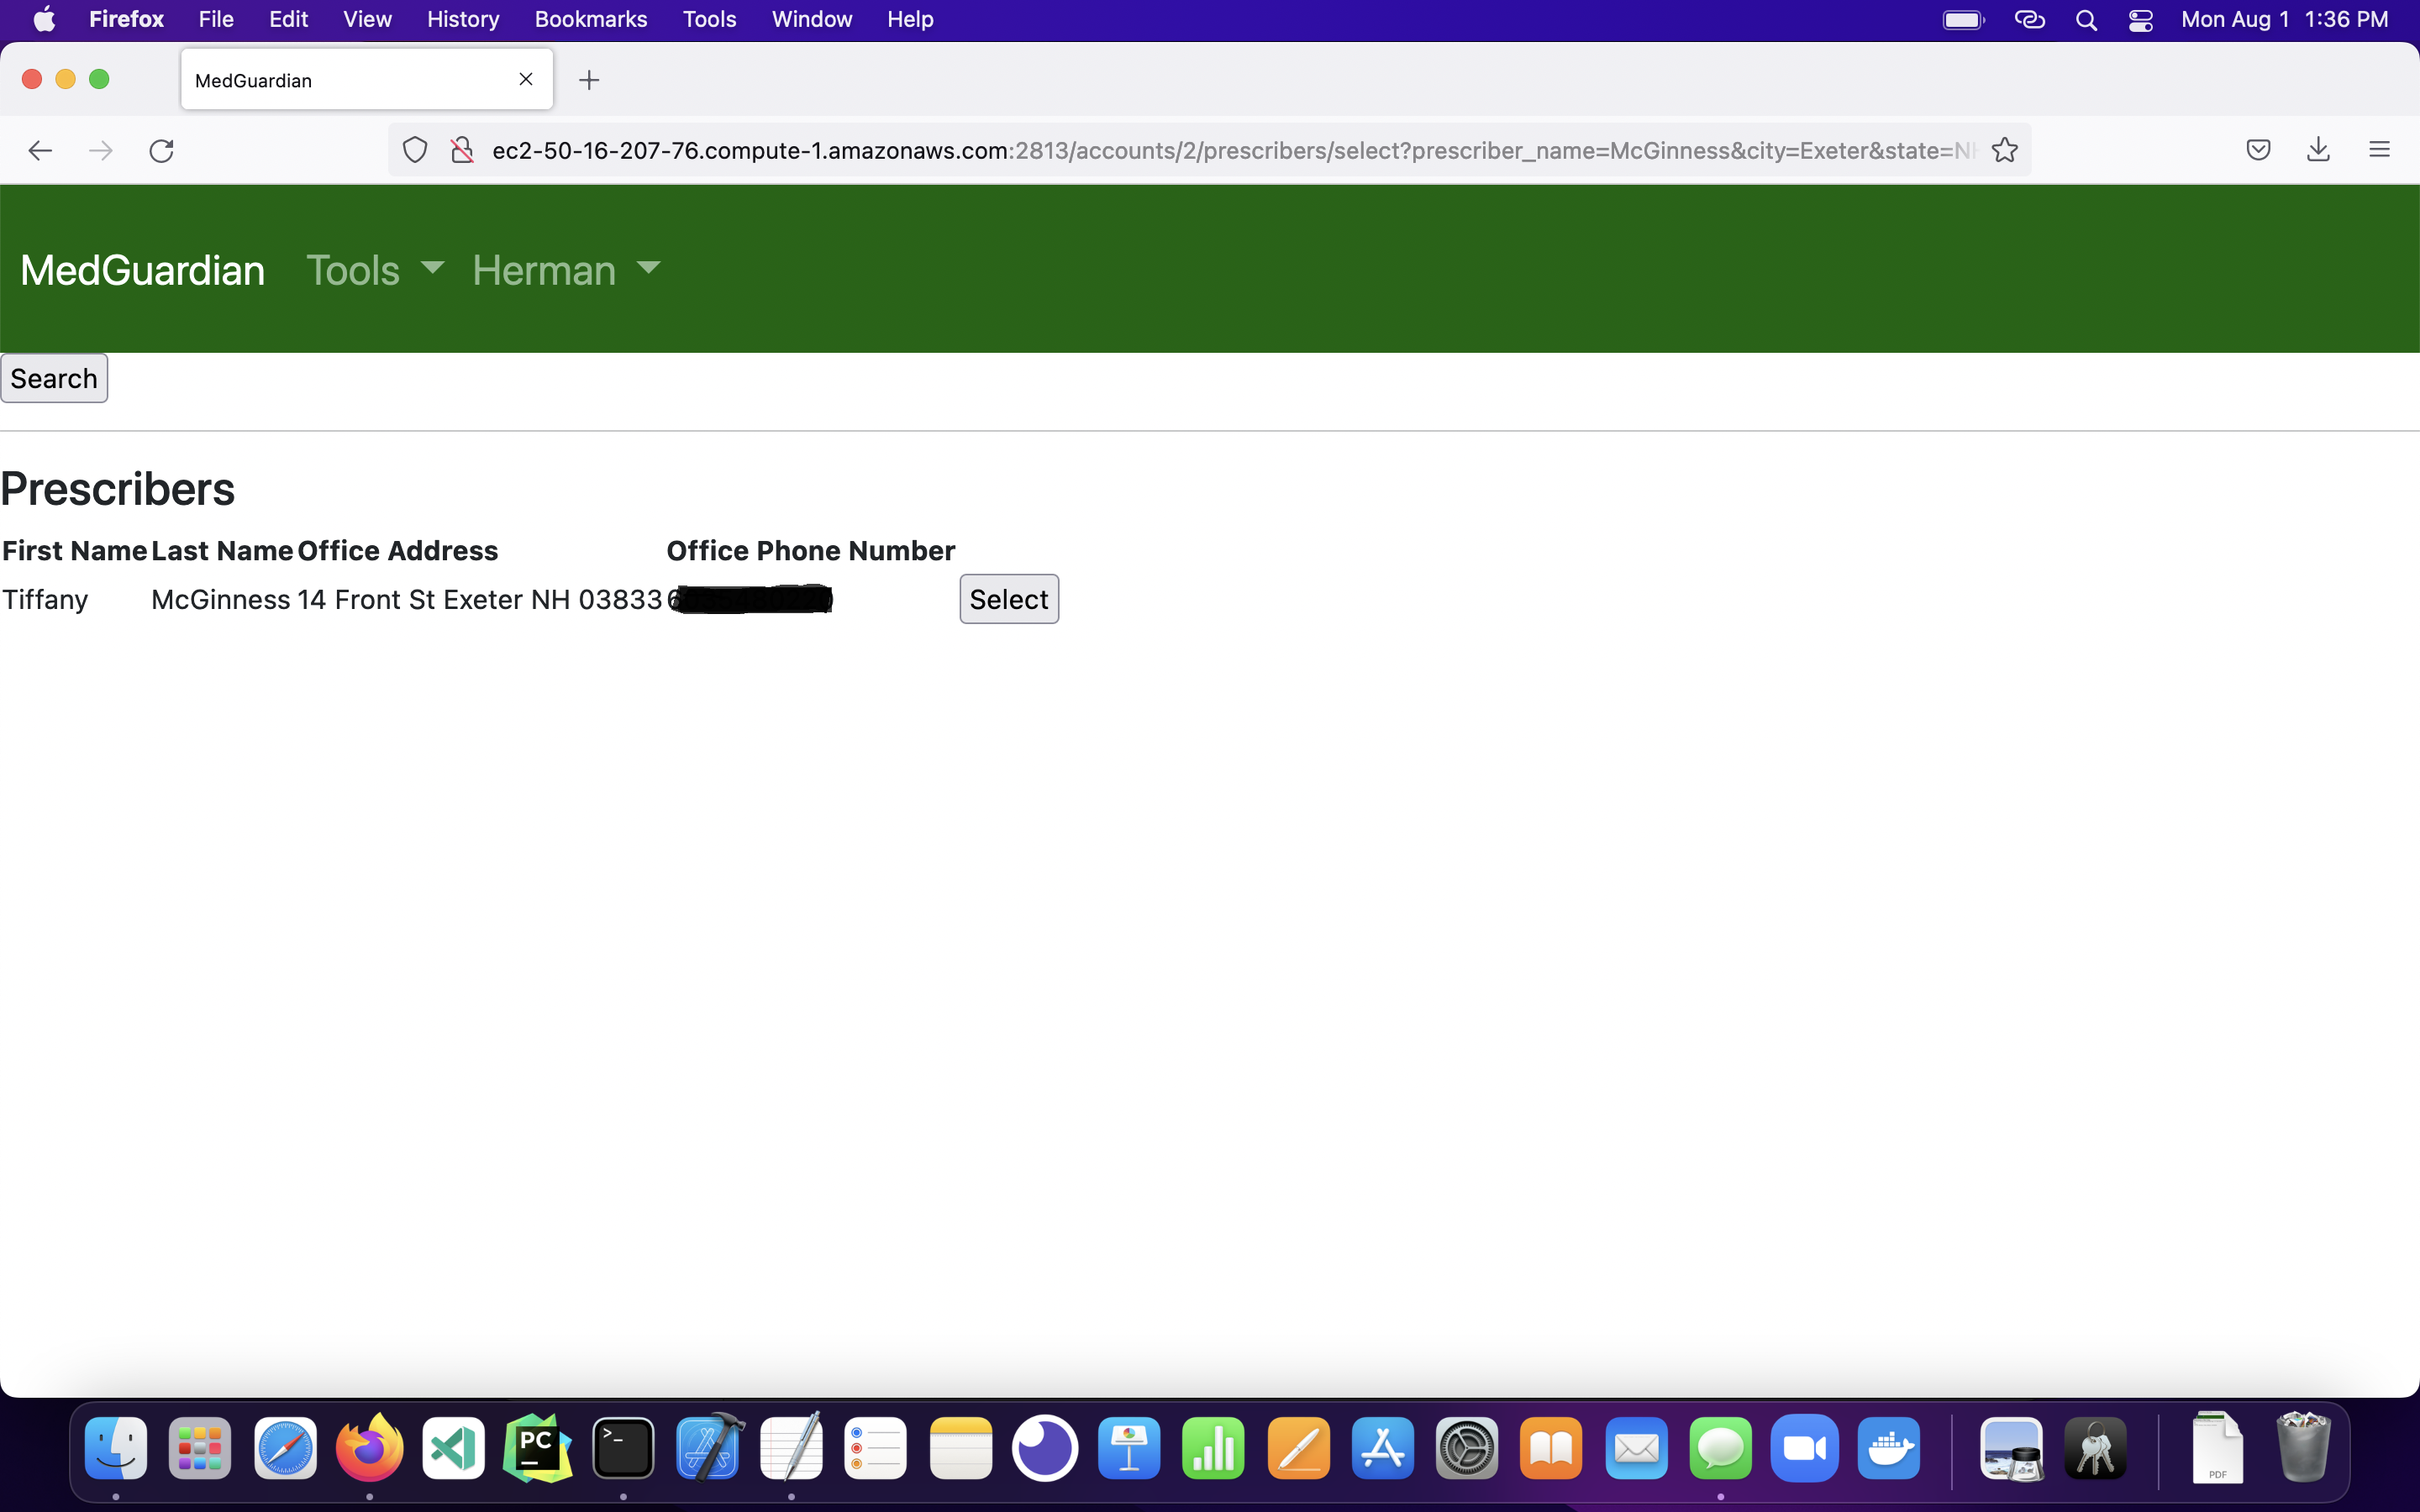 Firefox File Edit View History Bookmarks Tools Window Help Mon Aug 1 1:36 PM
MedGuardian
ec2-50-16-207-76.compute-1.amazonaws.com:2813/accounts/2/prescribers/select?prescriber_name=McGinness&city=Exeter&state=N
MedGuardian Tools Herman
Search
Prescribers
First Name Last Name Office Address Office Phone Number
Tiffany McGinness 14 Front St Exeter NH 03833 Select
PC
>_
PDF